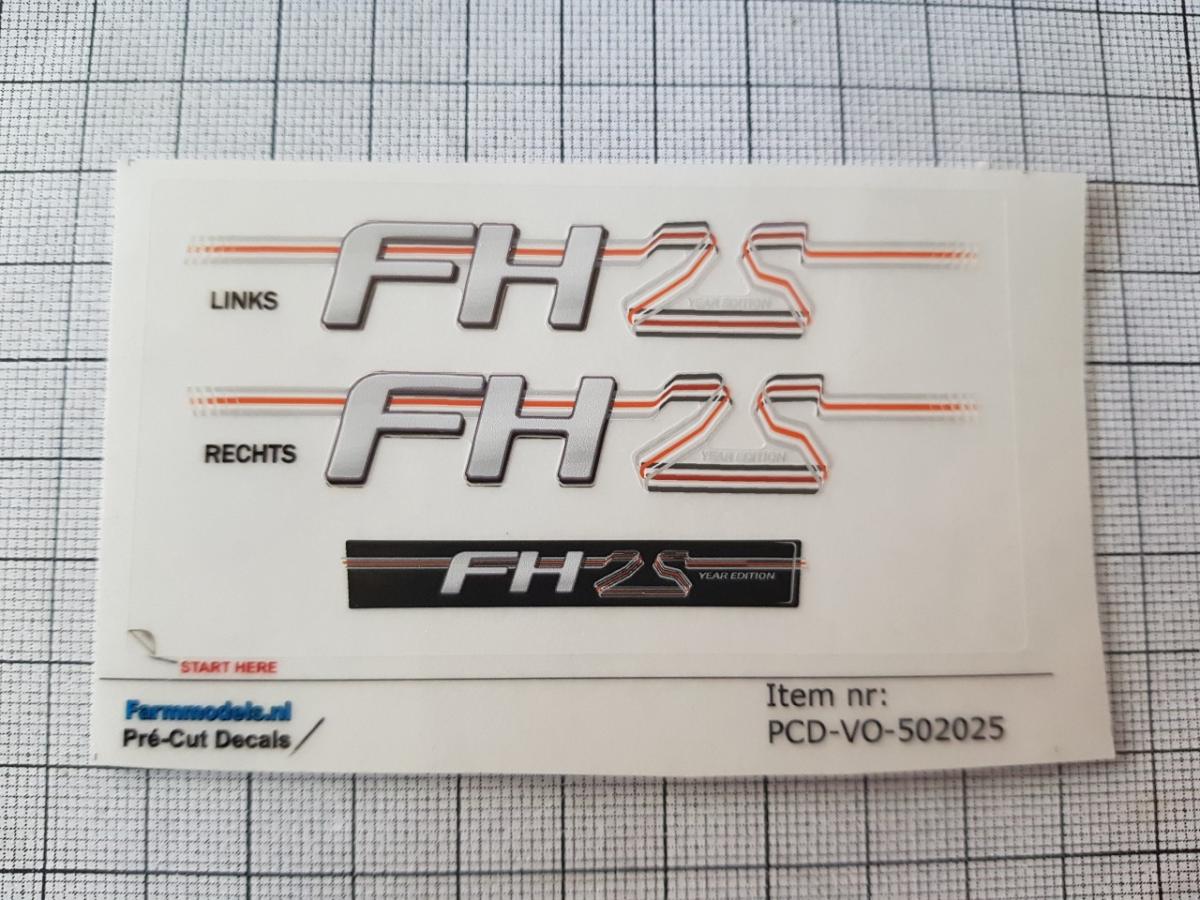 FH25
YEAR EDITION
LINKS
FH25
YEAR EDITION
RECHTS
FH25 YEAR EDITION
START HERE
Farmmodels.nl
Pré-Cut Decals
Item nr:
PCD-VO-502025